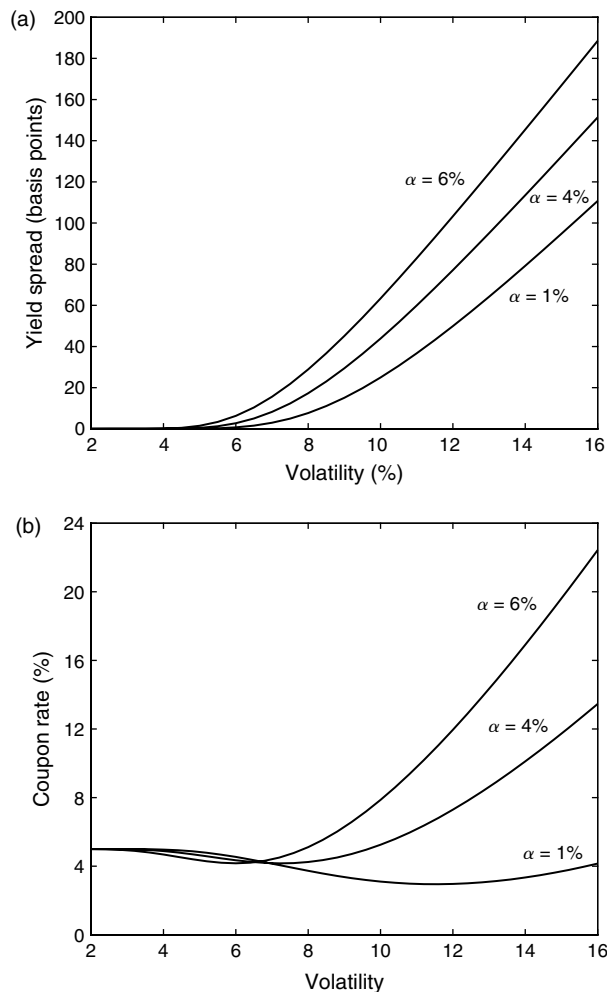 (a)
200
180
160
140
120
100
80
60
40
20
0
Yield spread (basis points)
α = 6%
α = 4%
α = 1%
2 4 6 8 10 12 14 16
Volatility (%)
(b)
24
20
16
12
8
4
0
Coupon rate (%)
α = 6%
α = 4%
α = 1%
2 4 6 8 10 12 14 16
Volatility